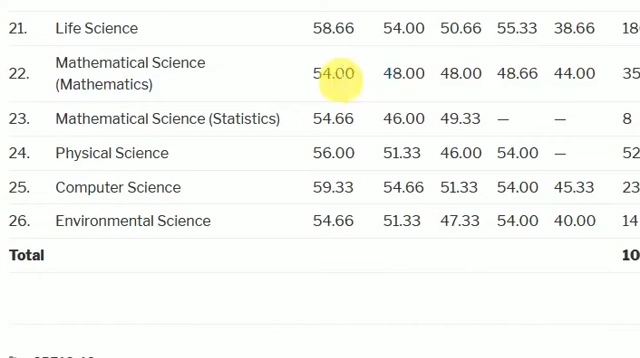 21. Life Science 58.66 54.00 50.66 55.33 38.66 18
22. Mathematical Science (Mathematics) 54.00 48.00 48.00 48.66 44.00 35
23. Mathematical Science (Statistics) 54.66 46.00 49.33 — — 8
24. Physical Science 56.00 51.33 46.00 54.00 — 52
25. Computer Science 59.33 54.66 51.33 54.00 45.33 23
26. Environmental Science 54.66 51.33 47.33 54.00 40.00 14
Total 10